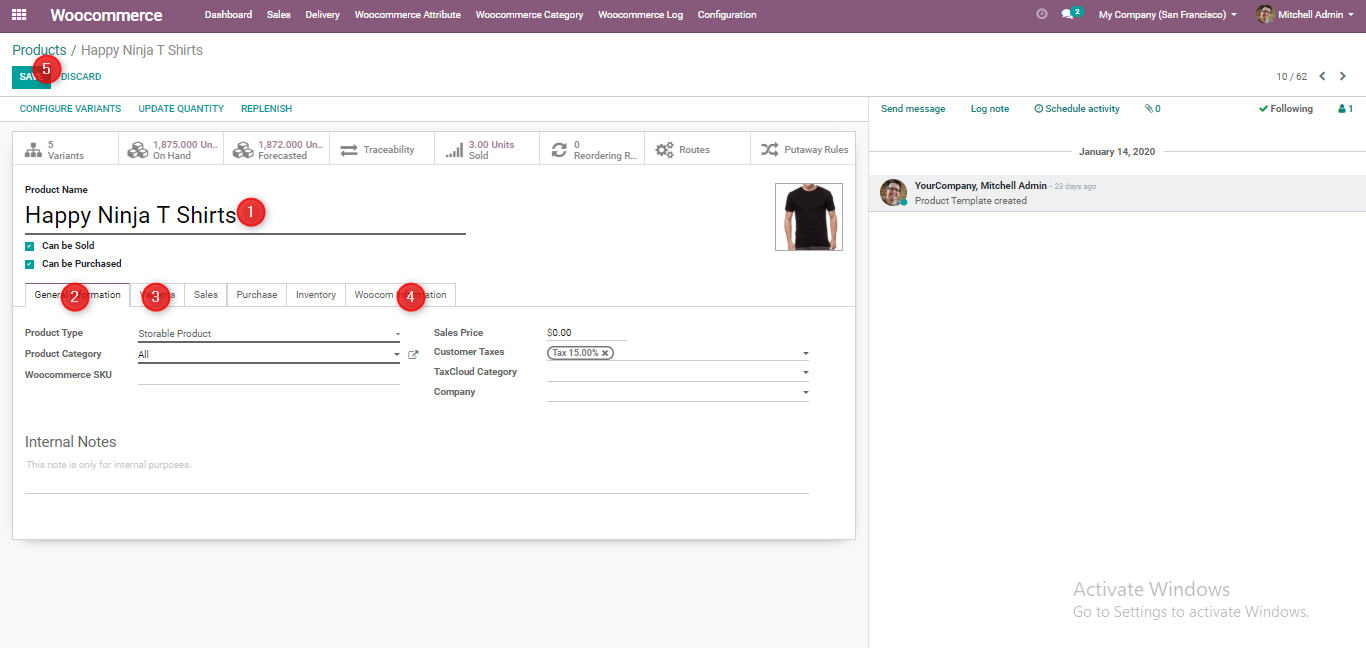 Woocommerce Dashboard Sales Delivery Woocommerce Attribute Woocommerce Category Woocommerce Log Configuration 2 My Company (San Francisco) Mitchell Admin
Products / Happy Ninja T Shirts
5
DISCARD
10 / 62
CONFIGURE VARIANTS UPDATE QUANTITY REPLENISH
Send message Log note Schedule activity 0 Following 1
5
Variants
1,875.000 Un...
On Hand
1,872.000 Un...
Forecasted
Traceability
3.00 Units
Sold
0
Reordering R...
Routes
Putaway Rules
January 14, 2020
YourCompany, Mitchell Admin - 23 days ago
Product Template created
Product Name
Happy Ninja T Shirts 1
Can be Sold
Can be Purchased
2 3 Sales Purchase Inventory Woocom 4
Product Type Storable Product
Product Category All
Woocommerce SKU
Sales Price $0.00
Customer Taxes Tax 15.00%
TaxCloud Category
Company
Internal Notes
This note is only for internal purposes.
Activate Windows
Go to Settings to activate Windows.